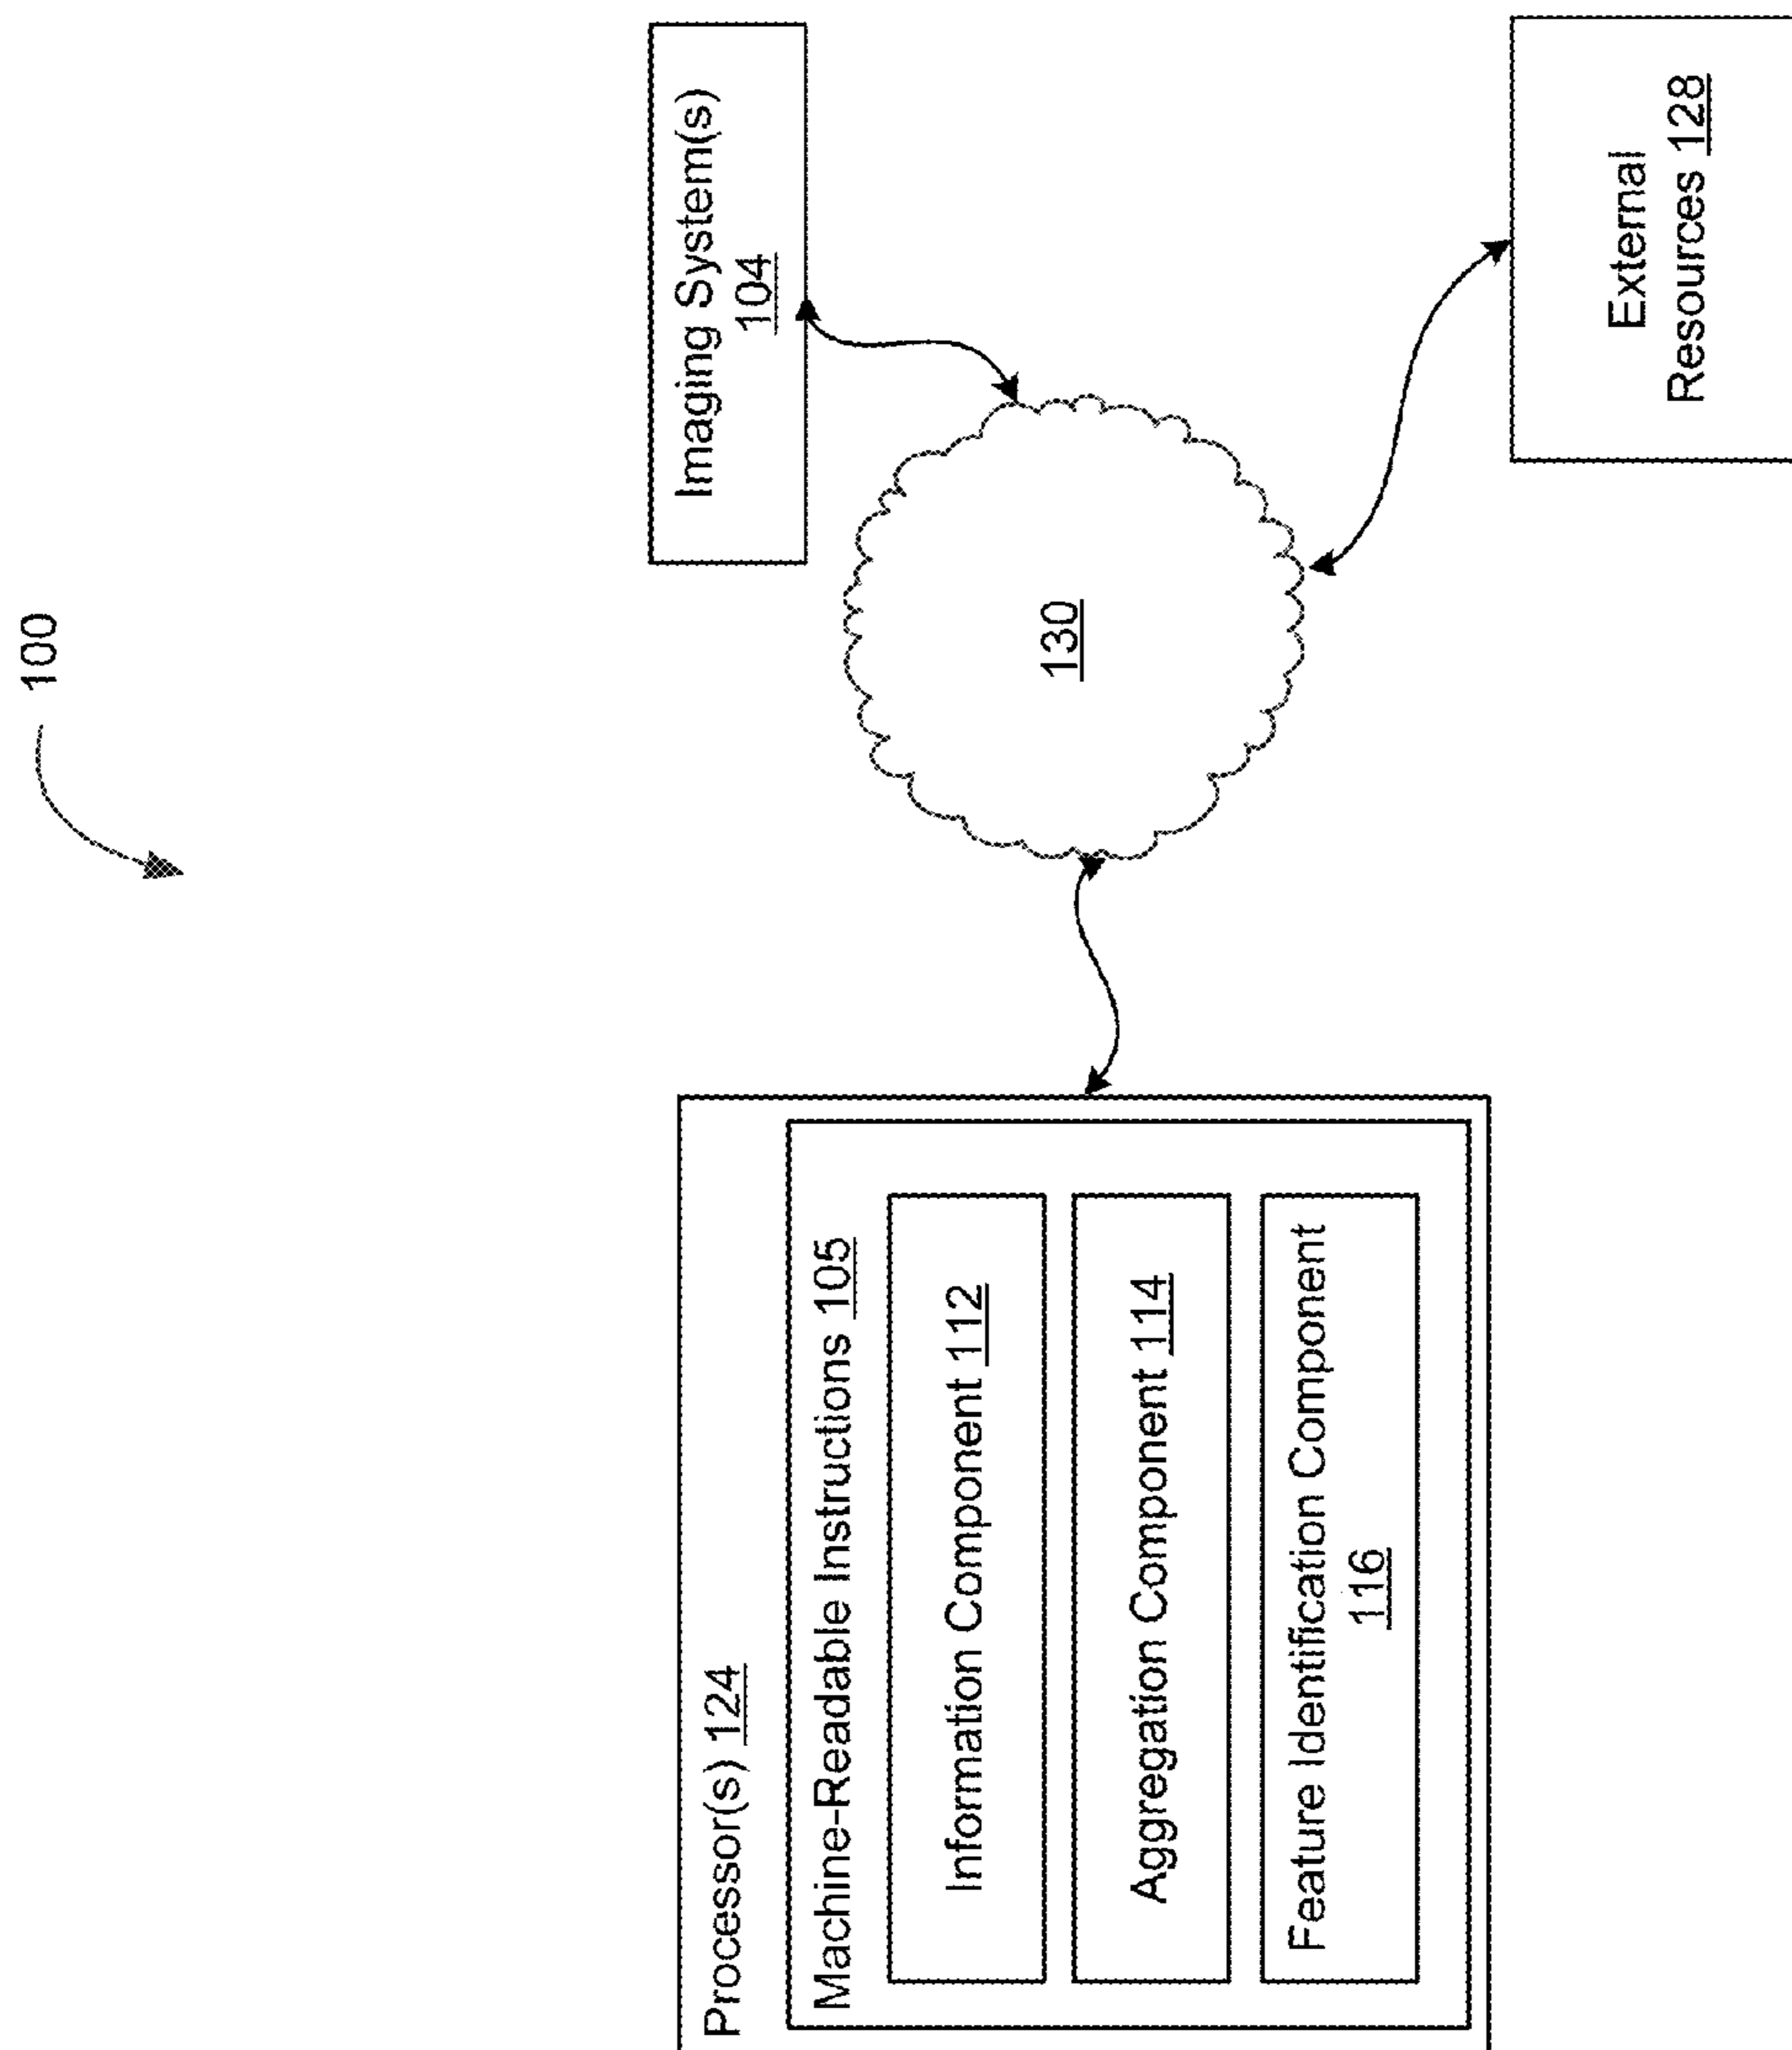 100
Processor(s) 124
Machine-Readable Instructions 105
Information Component 112
Aggregation Component 114
Feature Identification Component
116
130
Imaging System(s)
104
External
Resources 128